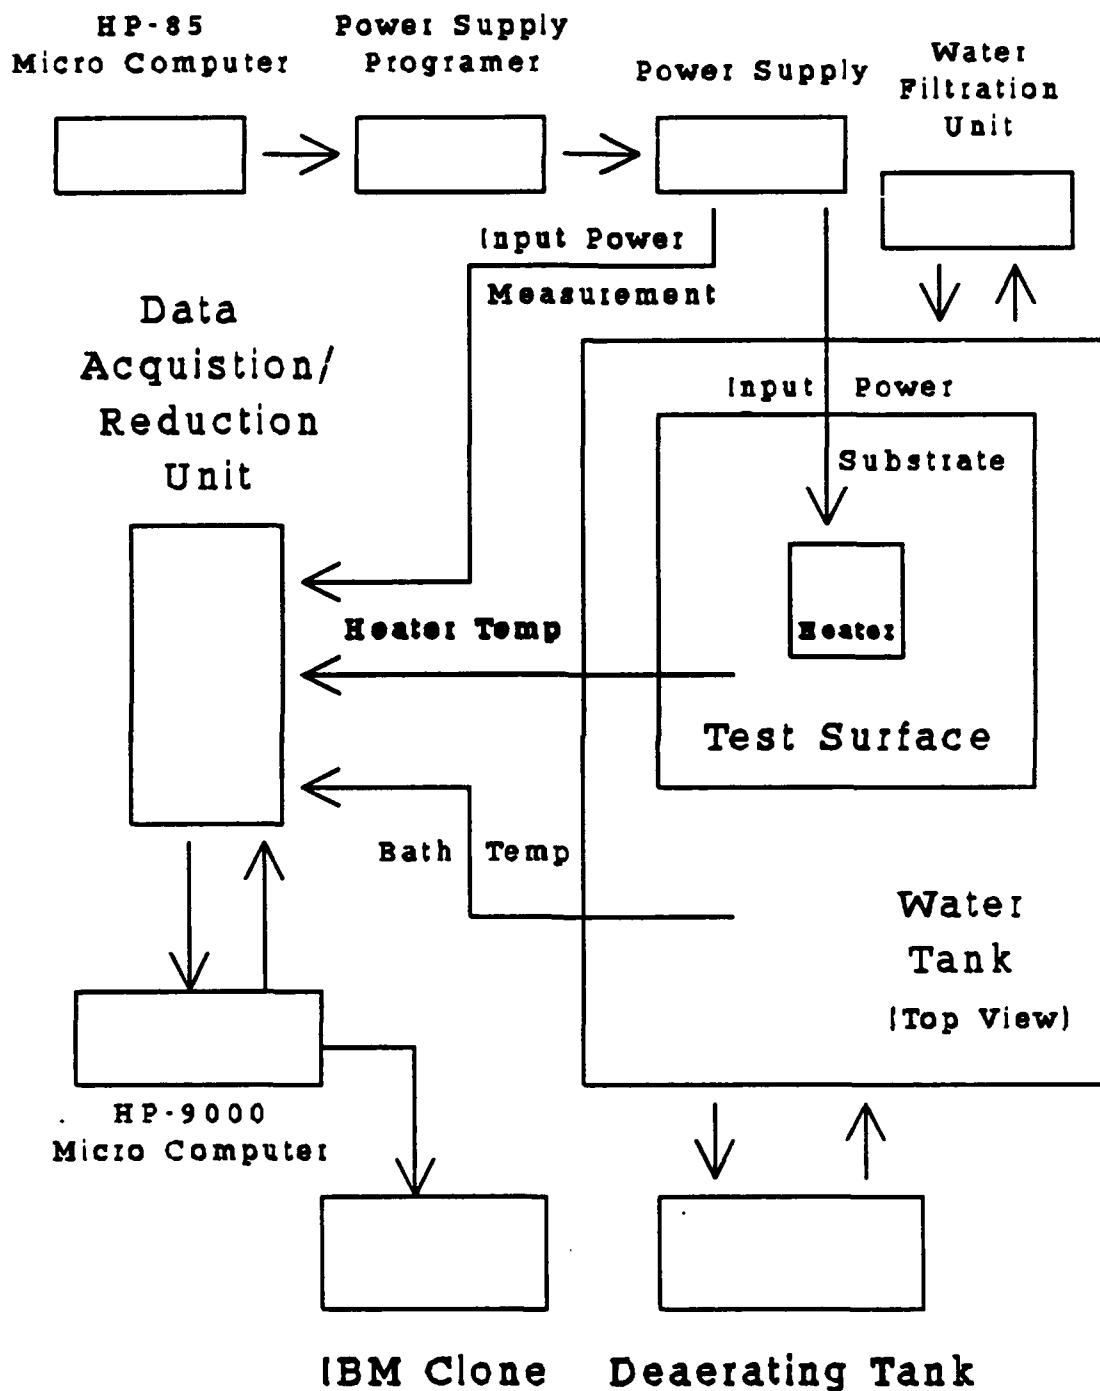 HP-85
Micro Computer
Power Supply
Programer
Power Supply
Water
Filtration
Unit
Input Power
Measurement
Data
Acquistion/
Reduction
Unit
Input Power
Substrate
Heater
Heater Temp
Test Surface
Bath Temp
Water
Tank
(Top View)
HP-9000
Micro Computer
IBM Clone
Deaerating Tank